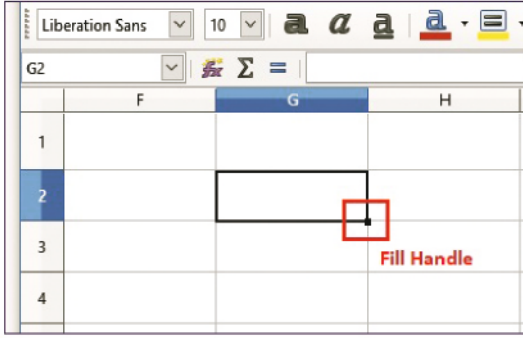 Liberation Sans 10 a a a a
G2 Σ =
F G H
1
2
3 Fill Handle
4